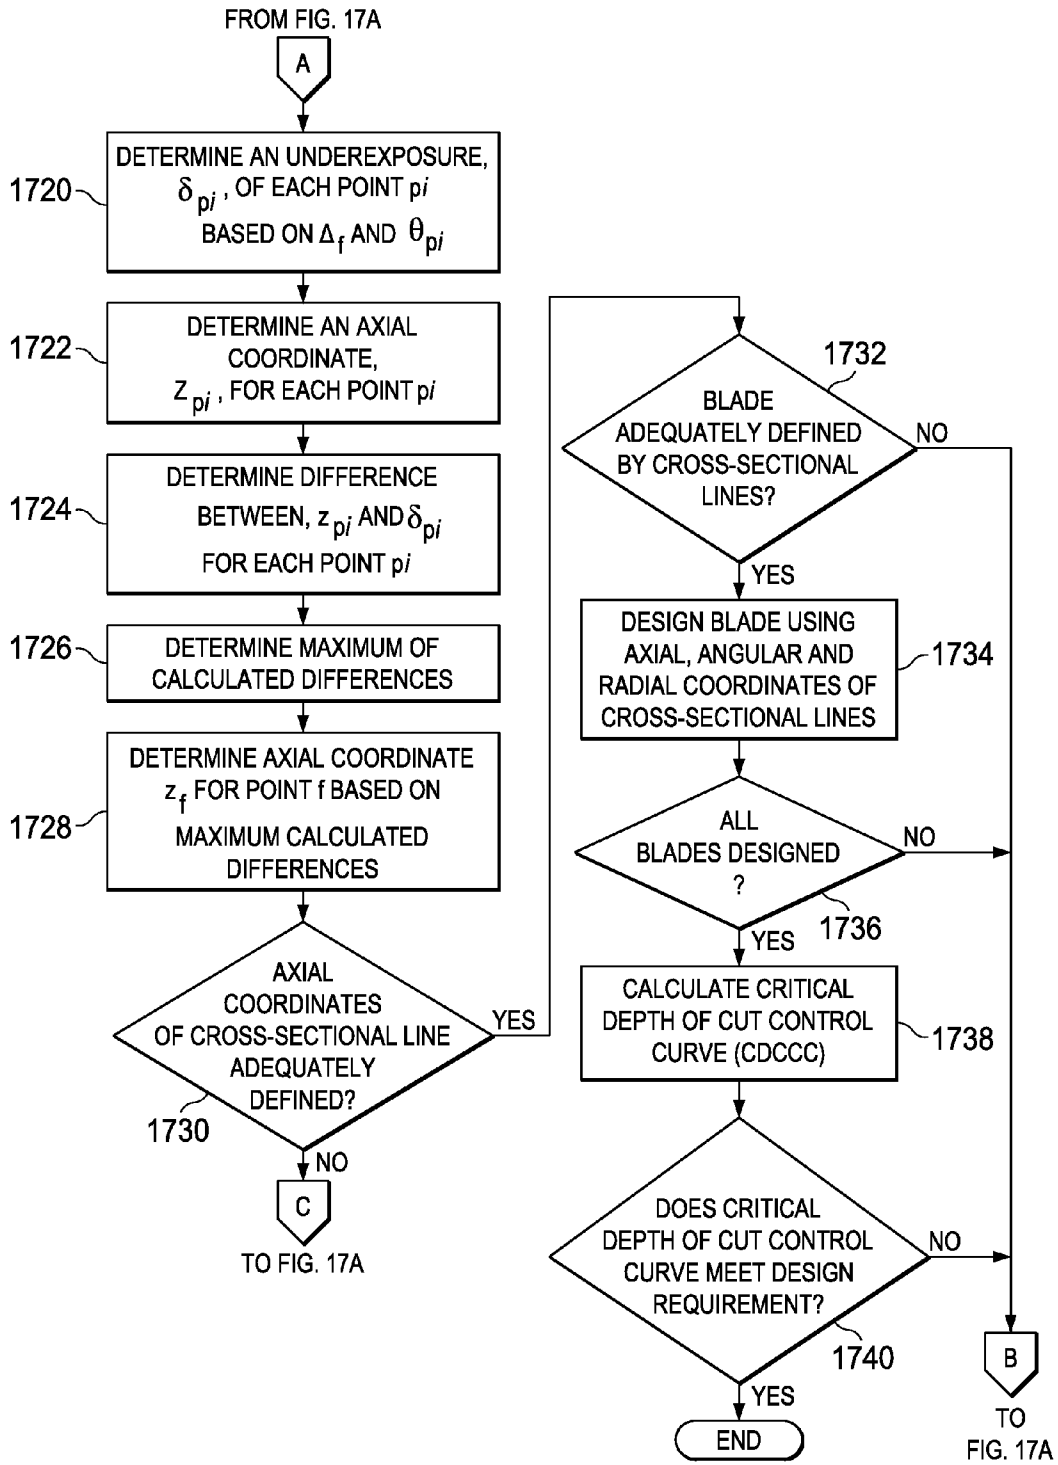 FROM FIG. 17A
A
1720
DETERMINE AN UNDEREXPOSURE,
δpi, OF EACH POINT pi
BASED ON Δf AND θpi
1722
DETERMINE AN AXIAL
COORDINATE,
Zpi, FOR EACH POINT pi
1724
DETERMINE DIFFERENCE
BETWEEN, zpi AND δpi
FOR EACH POINT pi
1726
DETERMINE MAXIMUM OF
CALCULATED DIFFERENCES
1728
DETERMINE AXIAL COORDINATE
zf FOR POINT f BASED ON
MAXIMUM CALCULATED
DIFFERENCES
AXIAL
COORDINATES
OF CROSS-SECTIONAL LINE
ADEQUATELY
DEFINED?
1730
YES
NO
C
TO FIG. 17A
1732
BLADE
ADEQUATELY DEFINED
BY CROSS-SECTIONAL
LINES?
NO
YES
DESIGN BLADE USING
AXIAL, ANGULAR AND
RADIAL COORDINATES OF
CROSS-SECTIONAL LINES
1734
ALL
BLADES DESIGNED
?
NO
1736
YES
CALCULATE CRITICAL
DEPTH OF CUT CONTROL
CURVE (CDCCC)
1738
DOES CRITICAL
DEPTH OF CUT CONTROL
CURVE MEET DESIGN
REQUIREMENT?
NO
1740
YES
END
B
TO
FIG. 17A